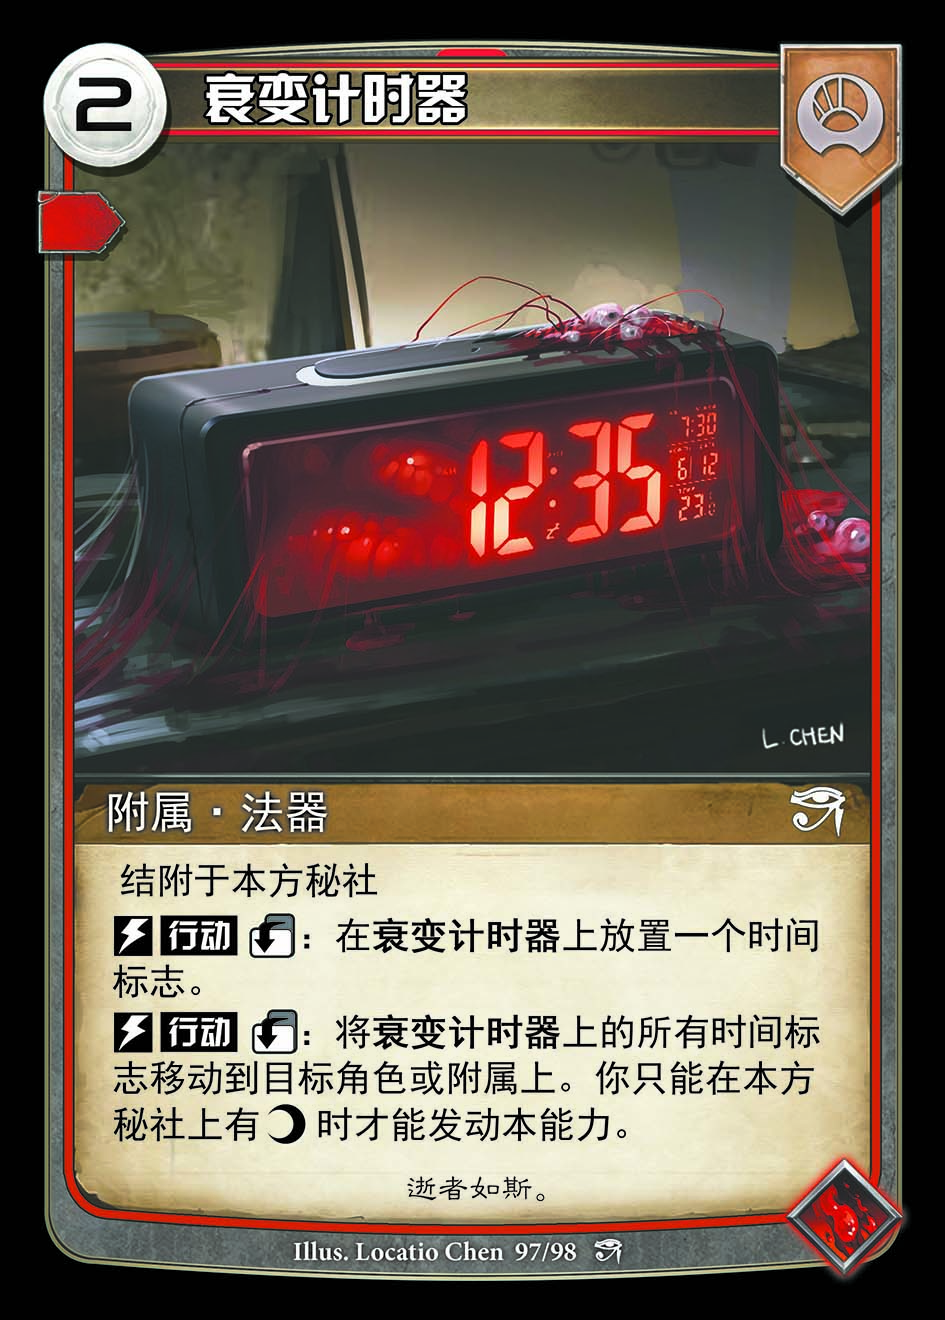 2
衰变计时器
12:35
7:30
6 12
23
L. CHEN
附属·法器
结附于本方秘社
行动：在衰变计时器上放置一个时间
标志。
行动：将衰变计时器上的所有时间标
志移动到目标角色或附属上。你只能在本方
秘社上有 时才能发动本能力。
逝者如斯。
Illus. Locatio Chen 97/98